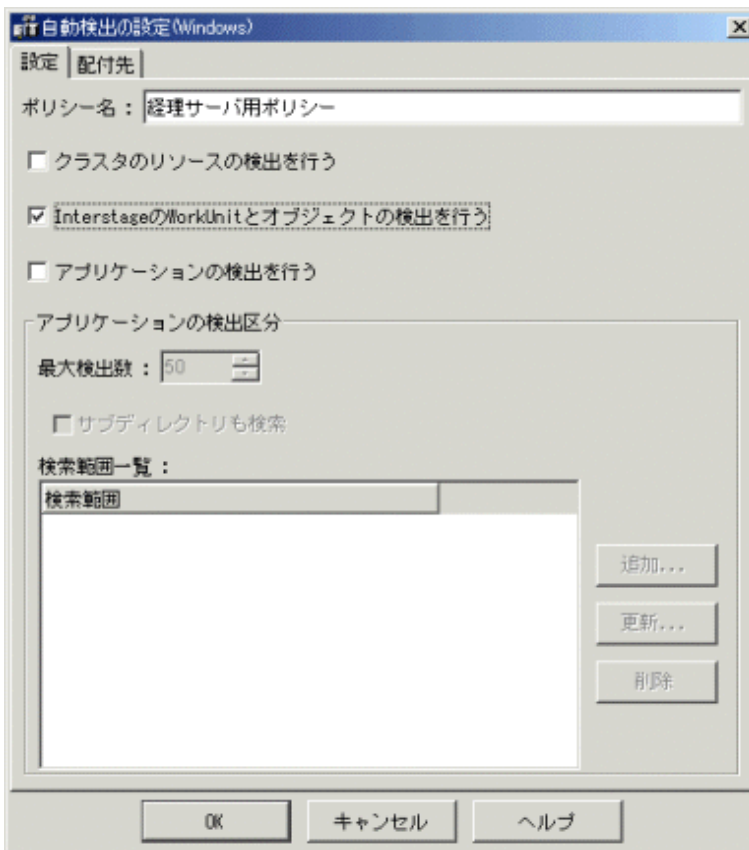 自動検出の設定(Windows)
設定 配付先
ポリシー名： 経理サーバ用ポリシー
クラスタのリソースの検出を行う
InterstageのWorkUnitとオブジェクトの検出を行う
アプリケーションの検出を行う
アプリケーションの検出区分
最大検出数： 50
サブディレクトリも検索
検索範囲一覧：
検索範囲
追加...
更新...
削除
OK キャンセル ヘルプ